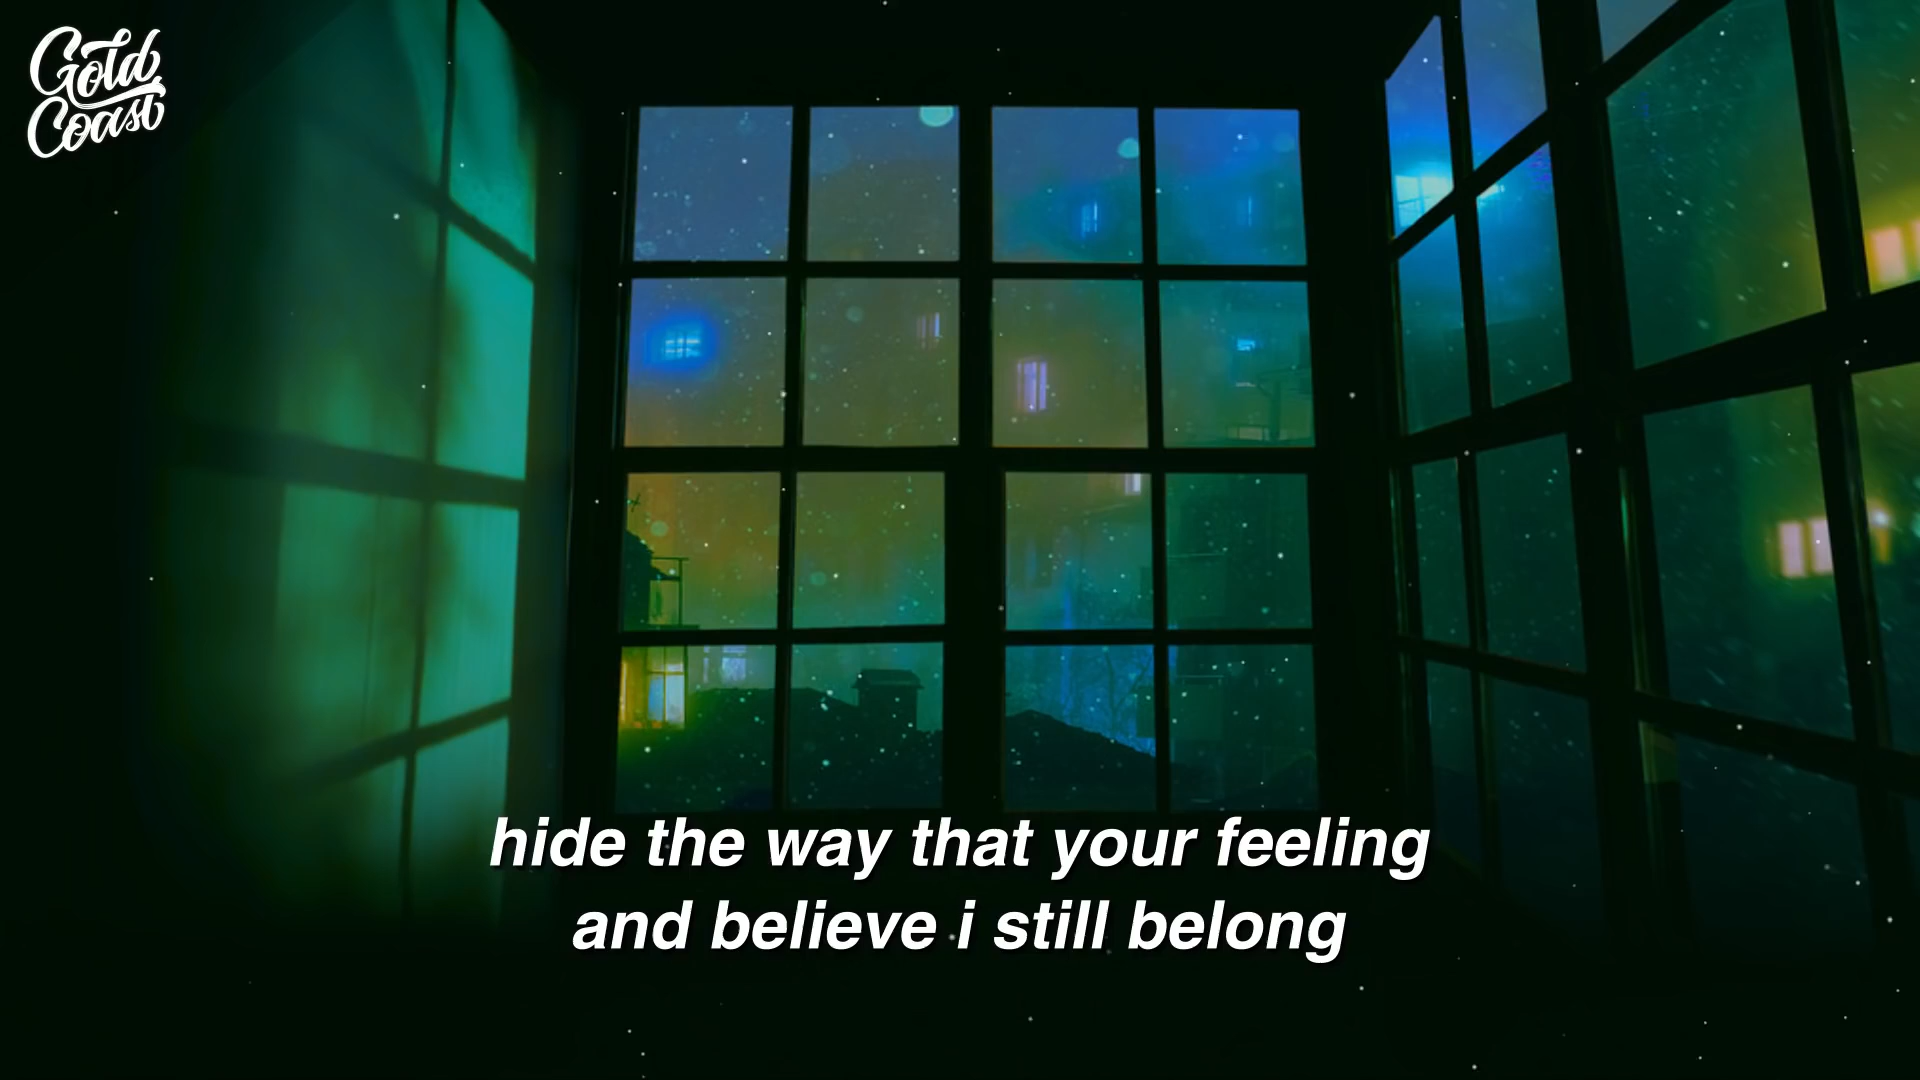 Gold
Coast
hide the way that your feeling
and believe i still belong